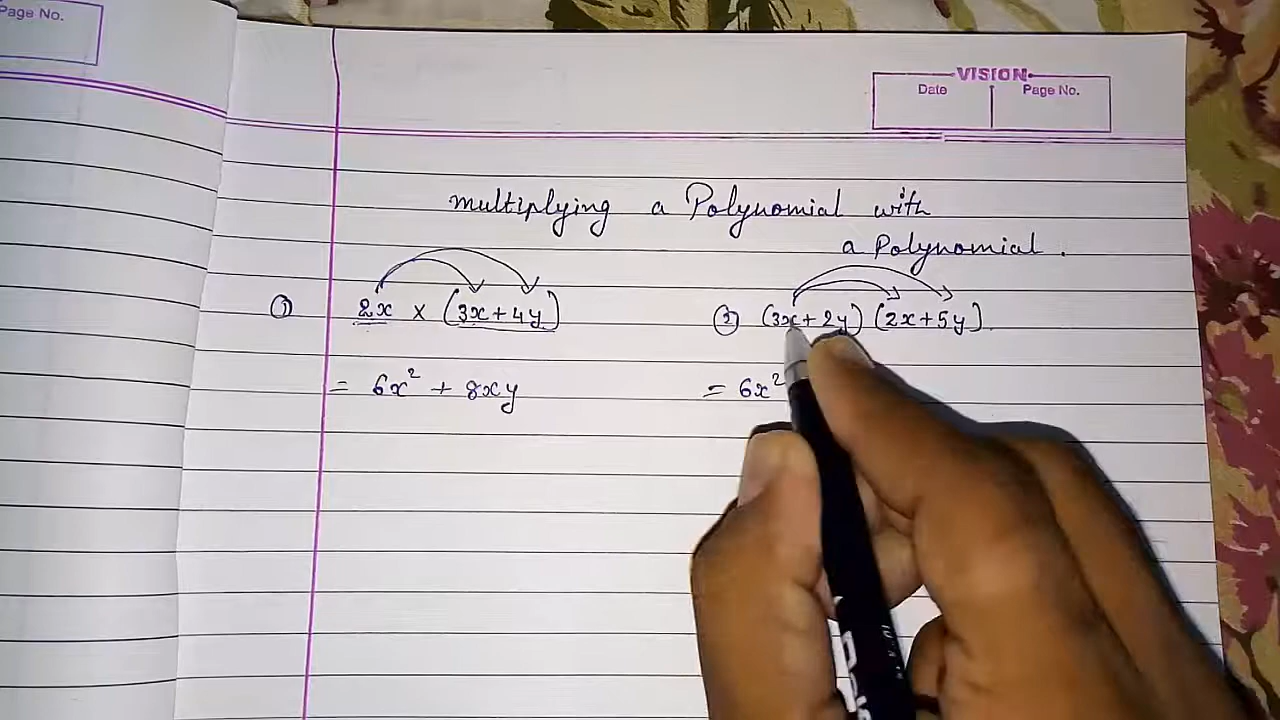 Page No.
VISION
Date Page No.
multiplying a Polynomial with
a Polynomial.
① 2x × (3x+4y)
= 6x² + 8xy
② (3x+2y) (2x+5y).
= 6x²